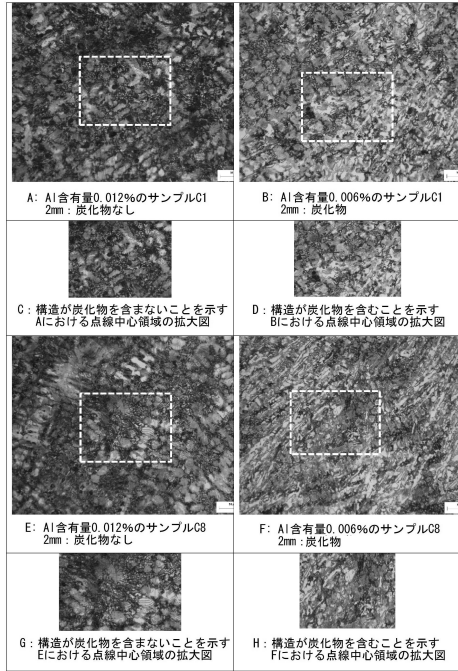 A: Al含有量0.012%のサンプルC1
2mm：炭化物なし
B: Al含有量0.006%のサンプルC1
2mm：炭化物
C：構造が炭化物を含まないことを示す
Aにおける点線中心領域の拡大図
D：構造が炭化物を含むことを示す
Bにおける点線中心領域の拡大図
E: Al含有量0.012%のサンプルC8
2mm：炭化物なし
F: Al含有量0.006%のサンプルC8
2mm：炭化物
G：構造が炭化物を含まないことを示す
Eにおける点線中心領域の拡大図
H：構造が炭化物を含むことを示す
Fにおける点線中心領域の拡大図